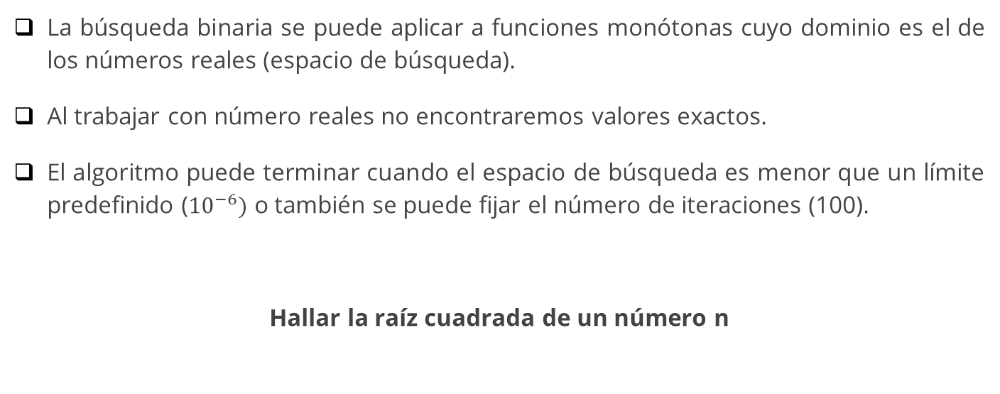 ❑ La búsqueda binaria se puede aplicar a funciones monótonas cuyo dominio es el de
los números reales (espacio de búsqueda).
❑ Al trabajar con número reales no encontraremos valores exactos.
❑ El algoritmo puede terminar cuando el espacio de búsqueda es menor que un límite
predefinido (10⁻⁶) o también se puede fijar el número de iteraciones (100).
Hallar la raíz cuadrada de un número n